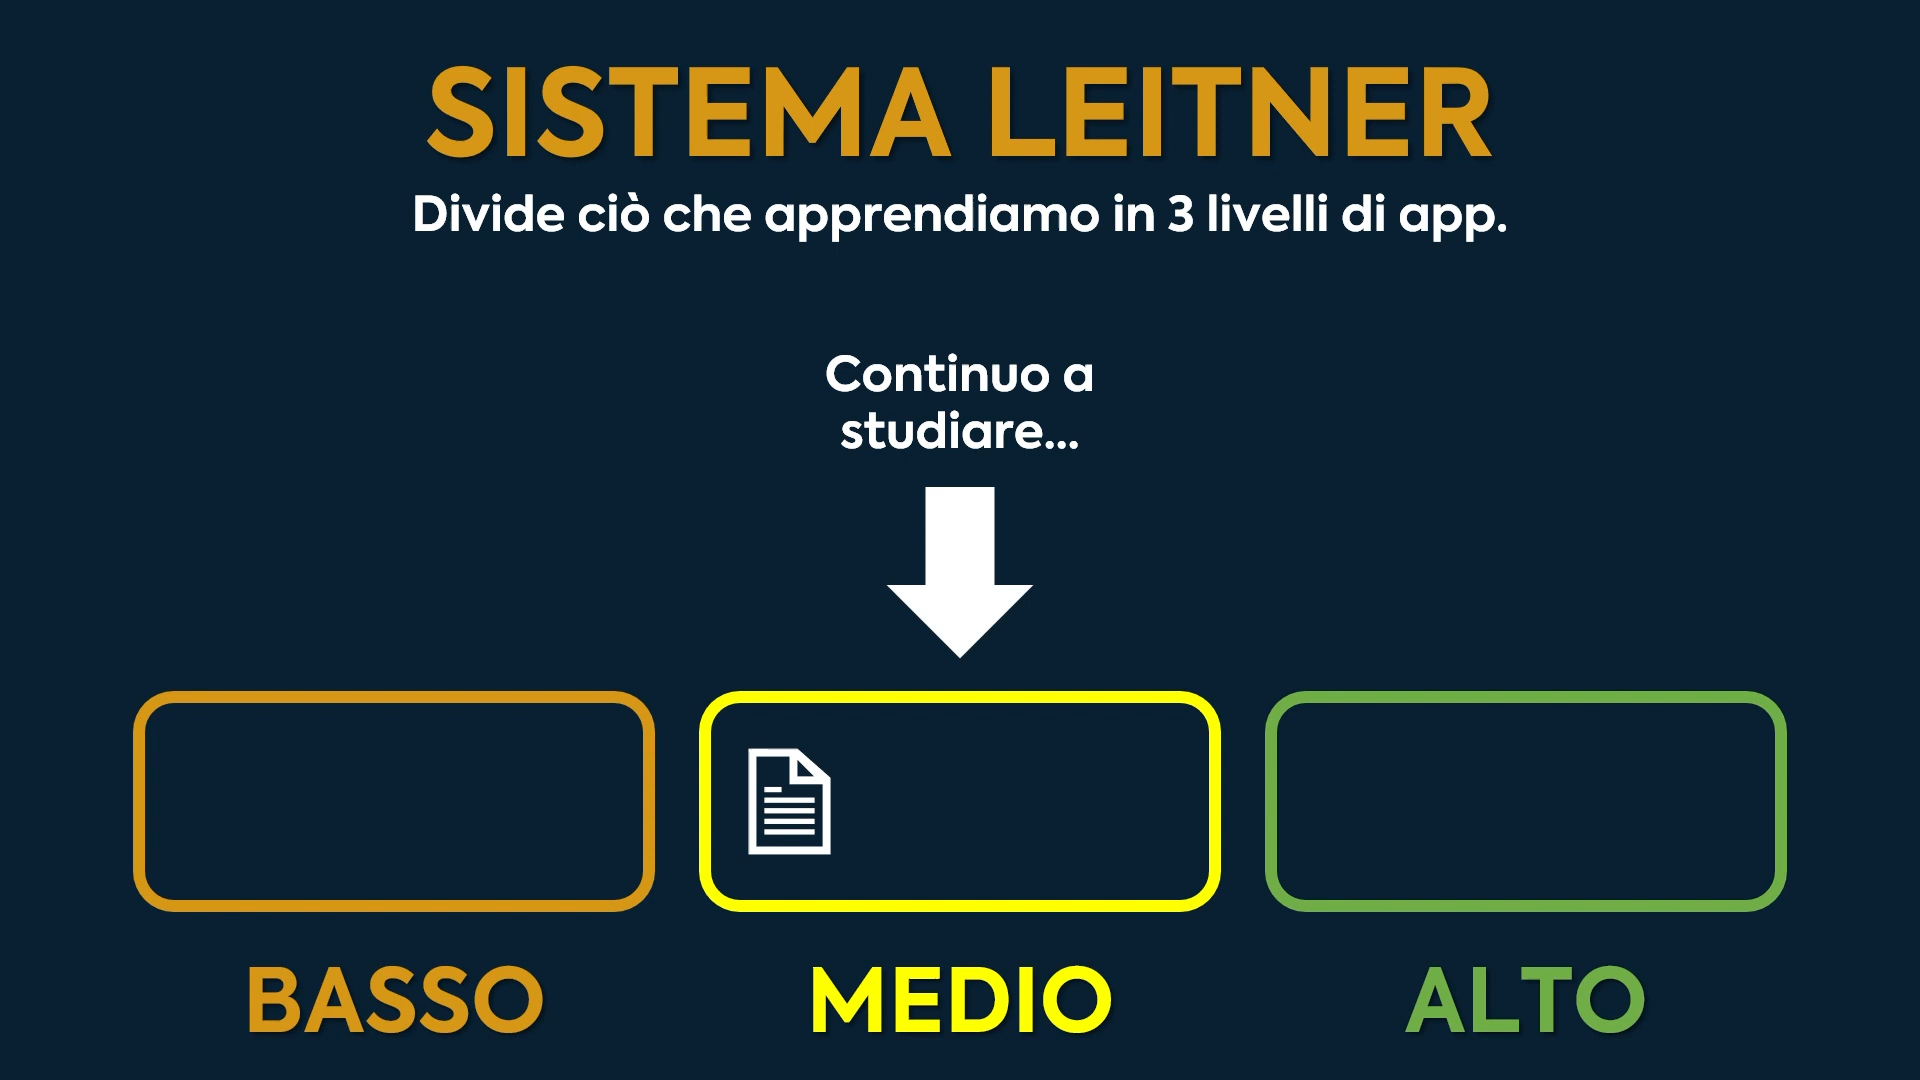 SISTEMA LEITNER
Divide ciò che apprendiamo in 3 livelli di app.
Continuo a
studiare...
BASSO
MEDIO
ALTO